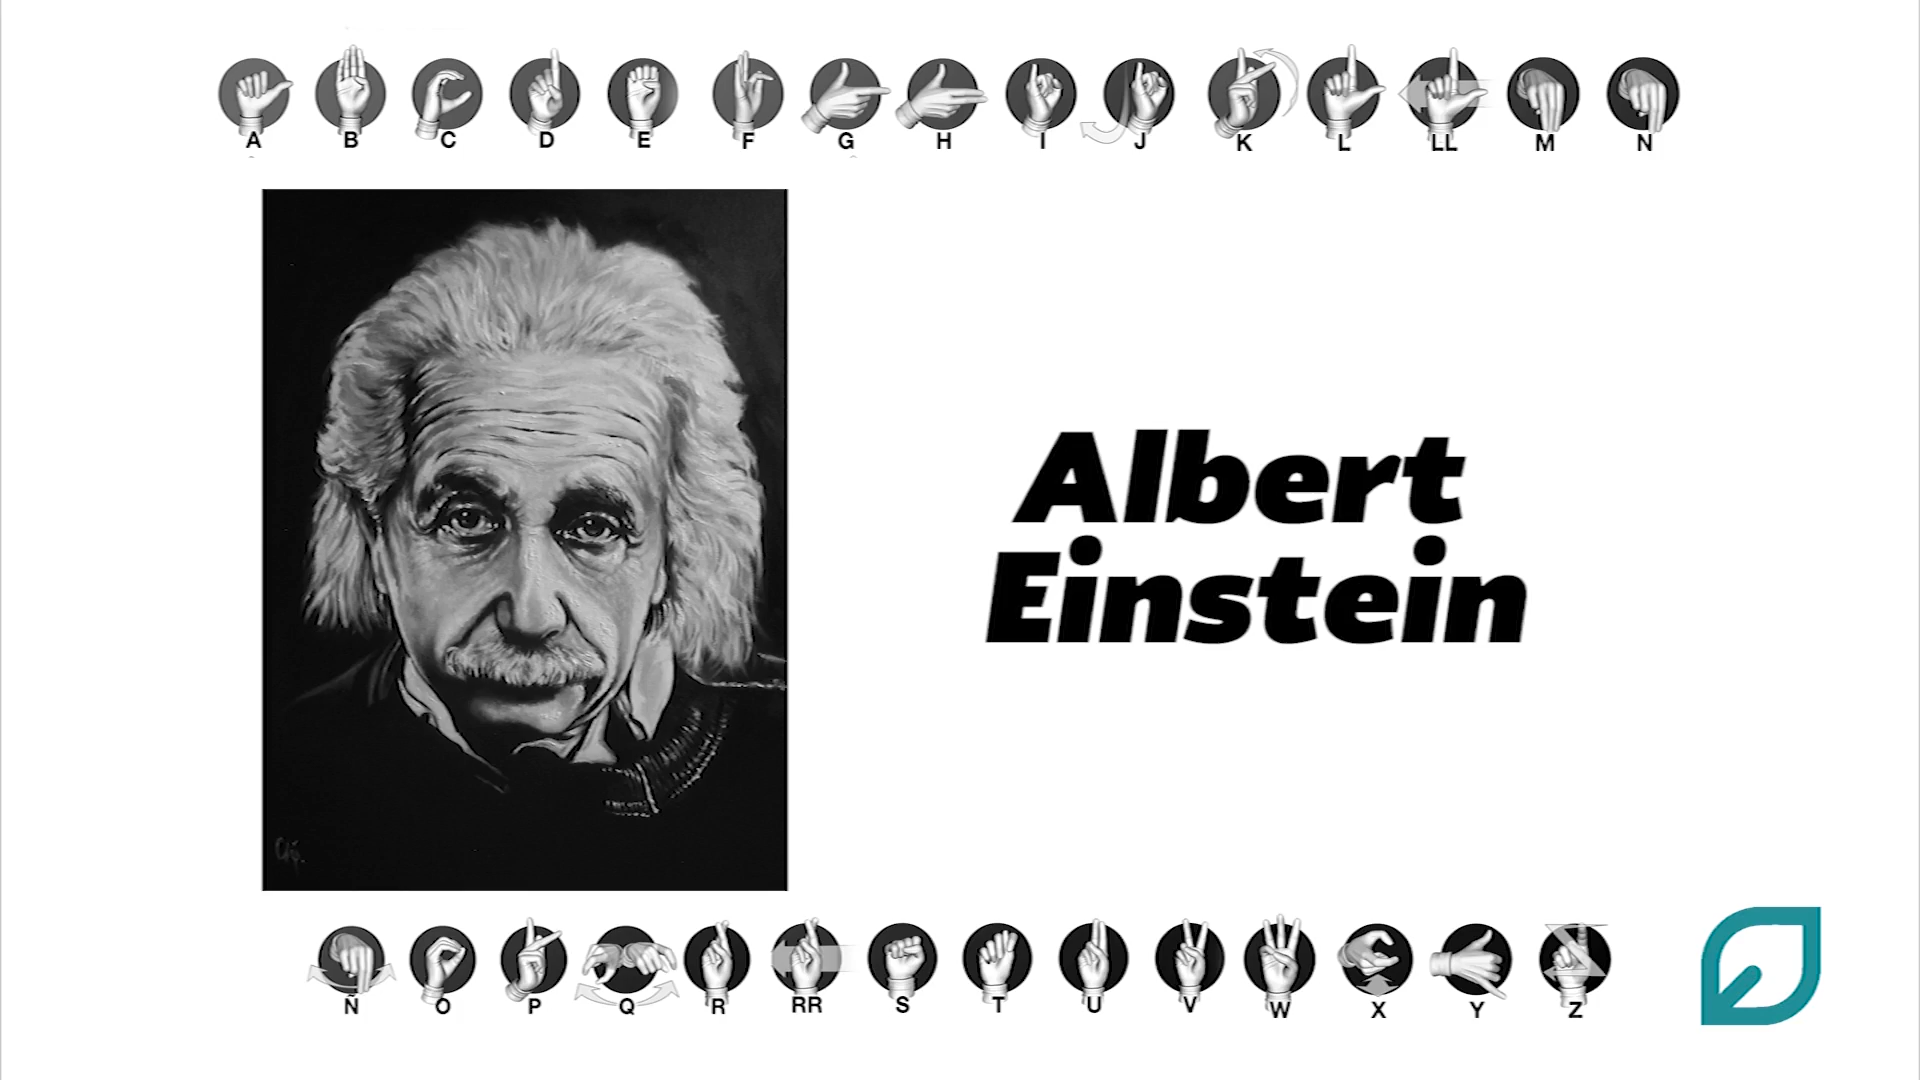 A B C D E F G H I J K L LL M N
Albert
Einstein
Ñ O P Q R RR S T U V W X Y Z